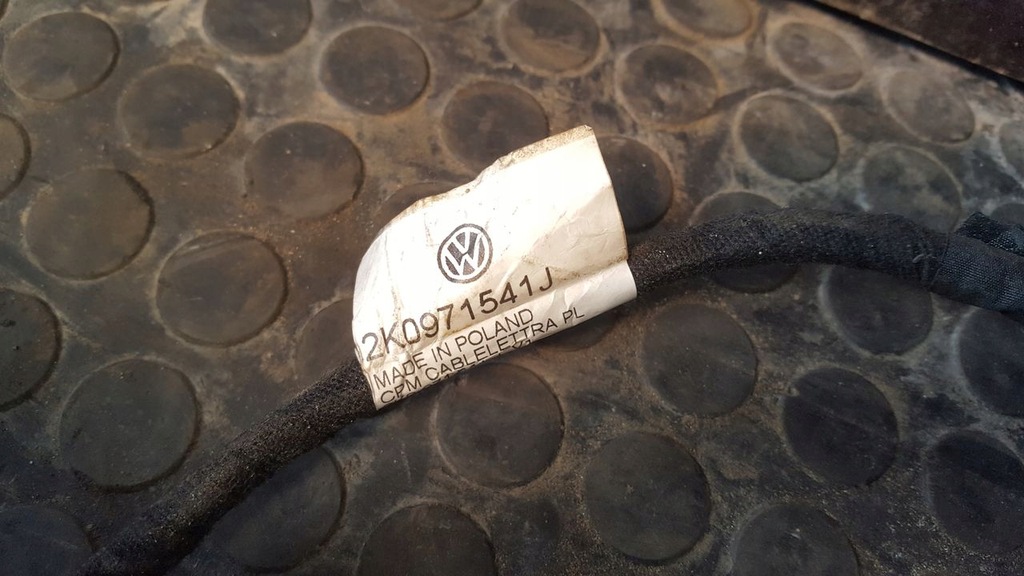 2K0971541J
MADE IN POLAND
CPM CABLELETTRA PL